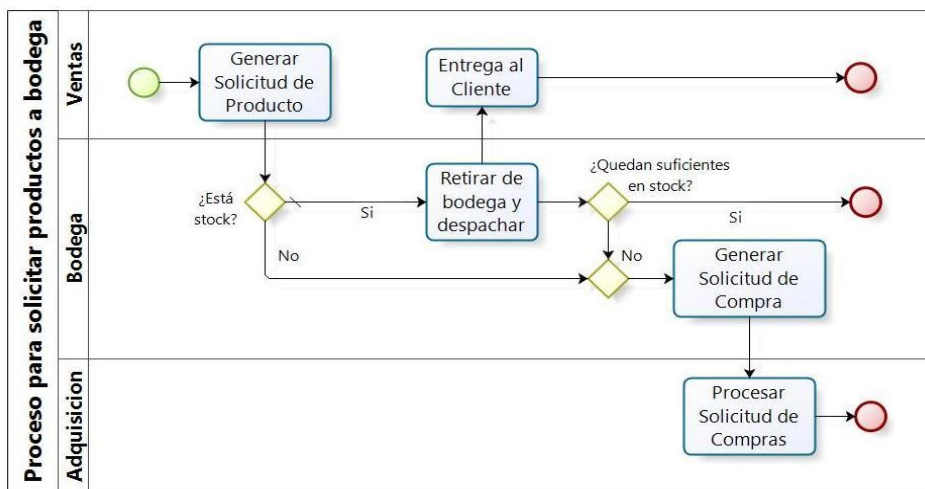 Proceso para solicitar productos a bodega
Ventas
Generar
Solicitud de
Producto
Entrega al
Cliente
Bodega
¿Está
stock?
Si
No
Retirar de
bodega y
despachar
¿Quedan suficientes
en stock?
Si
No
Generar
Solicitud de
Compra
Adquisicion
Procesar
Solicitud de
Compras